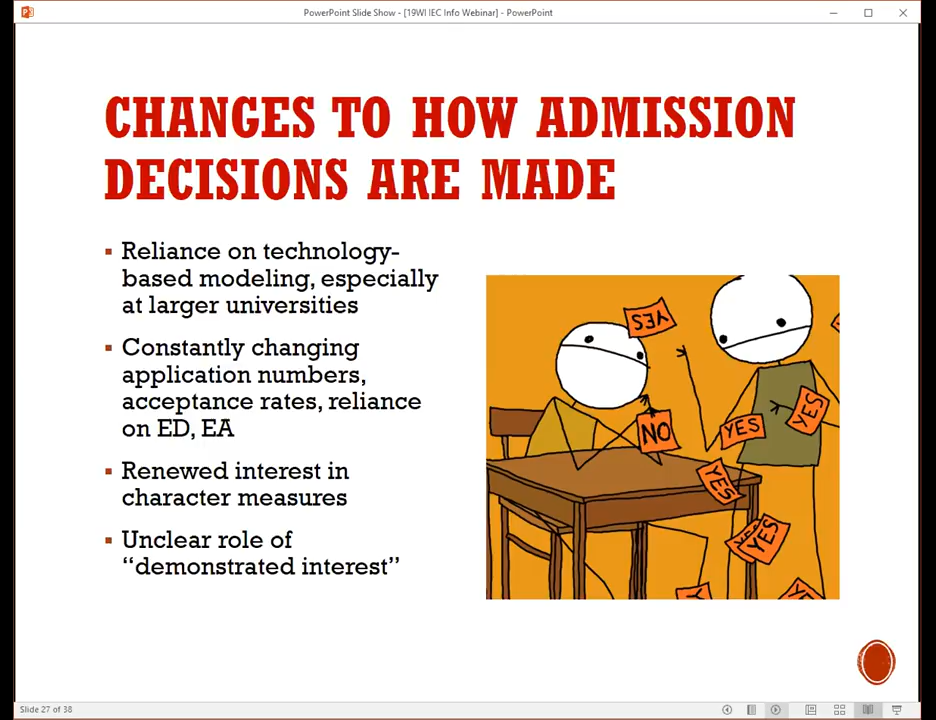 PowerPoint Slide Show - [19WI IEC Info Webinar] - PowerPoint
CHANGES TO HOW ADMISSION
DECISIONS ARE MADE
▪ Reliance on technology-
based modeling, especially
at larger universities
▪ Constantly changing
application numbers,
acceptance rates, reliance
on ED, EA
▪ Renewed interest in
character measures
▪ Unclear role of
“demonstrated interest”
YES
NO
YES
YES
YES
YES
Slide 27 of 38